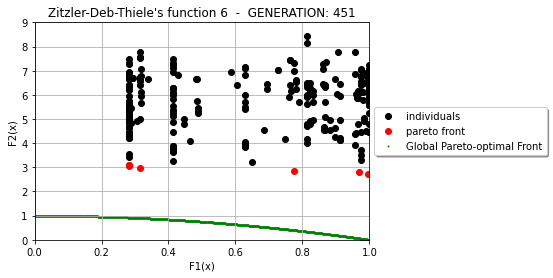 Zitzler-Deb-Thiele's function 6 - GENERATION: 451
9
8
7
6
5
4
3
2
1
0
F2(x)
0.0 0.2 0.4 0.6 0.8 1.0
F1(x)
individuals
pareto front
Global Pareto-optimal Front